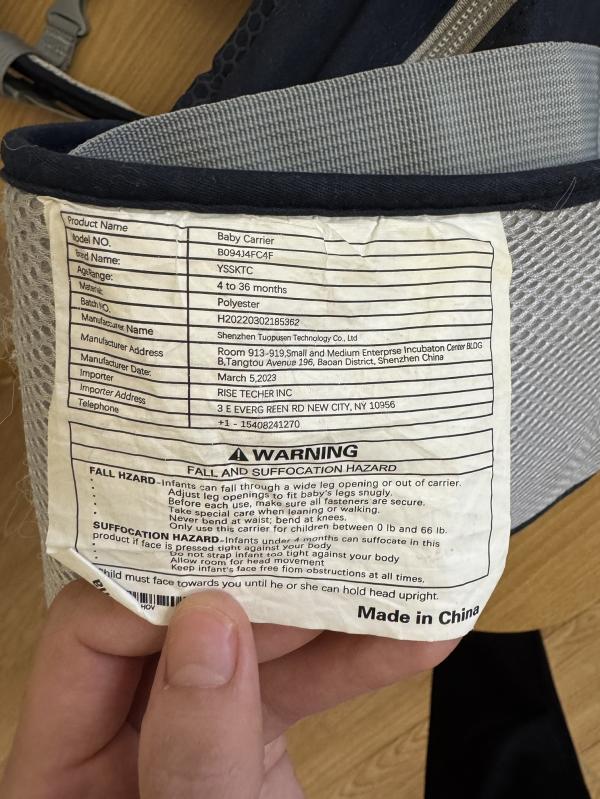 Product Name Baby Carrier
Model NO. B094J4FC4F
Brand Name: YSSKTC
AgeRange: 4 to 36 months
Material: Polyester
Batch NO. H20220302185362
Manufacturer Name Shenzhen Tuopusen Technology Co., Ltd
Manufacturer Address Room 913-919,Small and Medium Enterprse Incubaton Center BLDG
B,Tangtou Avenue 196, Baoan District, Shenzhen China
Manufacturer Date: March 5,2023
Importer RISE TECHER INC
Importer Address 3 E EVERG REEN RD NEW CITY, NY 10956
Telephone +1 - 15408241270
WARNING
FALL AND SUFFOCATION HAZARD
FALL HZARD-Infants can fall through a wide leg opening or out of carrier.
Adjust leg openings to fit baby's legs snugly.
Before each use, make sure all fasteners are secure.
Take special care when leaning or walking.
Never bend at waist; bend at knees.
Only use this carrier for children between 0 lb and 66 lb.
SUFFOCATION HAZARD-Infants under 4 months can suffocate in this
product if face is pressed tight against your body
Do not strap infant too tight against your body
Allow room for head movement
Keep infant's face free fiom obstructions at all times.
Child must face towards you until he or she can hold head upright.
Made in China